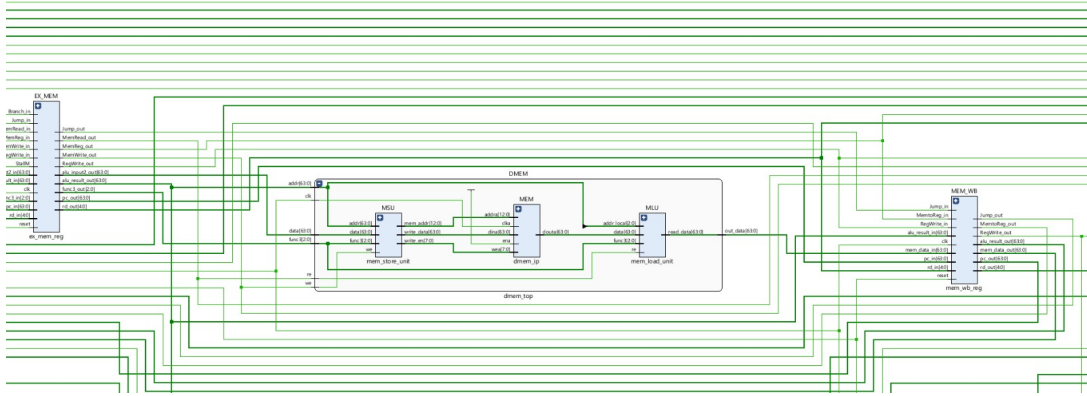 EX_MEM
Branch_in
Jump_in
StallM
clk
reset
Jump_out
MemRead_out
MemReg_out
MemWrite_out
RegWrite_out
alu_input2_out[63:0]
alu_result_out[63:0]
func3_out[2:0]
pc_out[63:0]
rd_out[4:0]
ex_mem_reg
DMEM
addr[63:0]
clk
data[63:0]
func3[2:0]
re
we
MSU
addr[63:0]
data[63:0]
func3[2:0]
we
mem_addr[12:0]
write_data[63:0]
write_en[7:0]
mem_store_unit
MEM
addra[12:0]
clka
dina[63:0]
ena
wea[7:0]
douta[63:0]
dmem_ip
MLU
addr_local[2:0]
data[63:0]
func3[2:0]
re
read_data[63:0]
mem_load_unit
out_data[63:0]
dmem_top
MEM_WB
Jump_in
MemtoReg_in
RegWrite_in
alu_result_in[63:0]
clk
mem_data_in[63:0]
pc_in[63:0]
rd_in[4:0]
reset
Jump_out
MemtoReg_out
RegWrite_out
alu_result_out[63:0]
mem_data_out[63:0]
pc_out[63:0]
rd_out[4:0]
mem_wb_reg